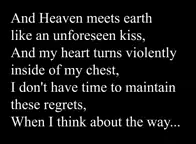 And Heaven meets earth
like an unforeseen kiss,
And my heart turns violently
inside of my chest,
I don't have time to maintain
these regrets,
When I think about the way...